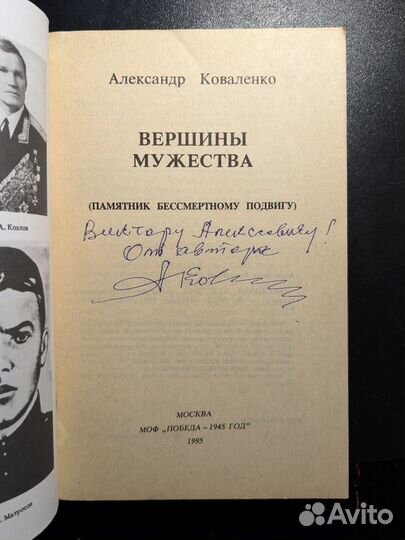 Александр Коваленко
ВЕРШИНЫ
МУЖЕСТВА
(ПАМЯТНИК БЕССМЕРТНОМУ ПОДВИГУ)
Виктору Алексеевичу!
От автора
МОСКВА
МОФ „ПОБЕДА – 1945 ГОД"
1995
А. Козлов
. Матросов
Avito